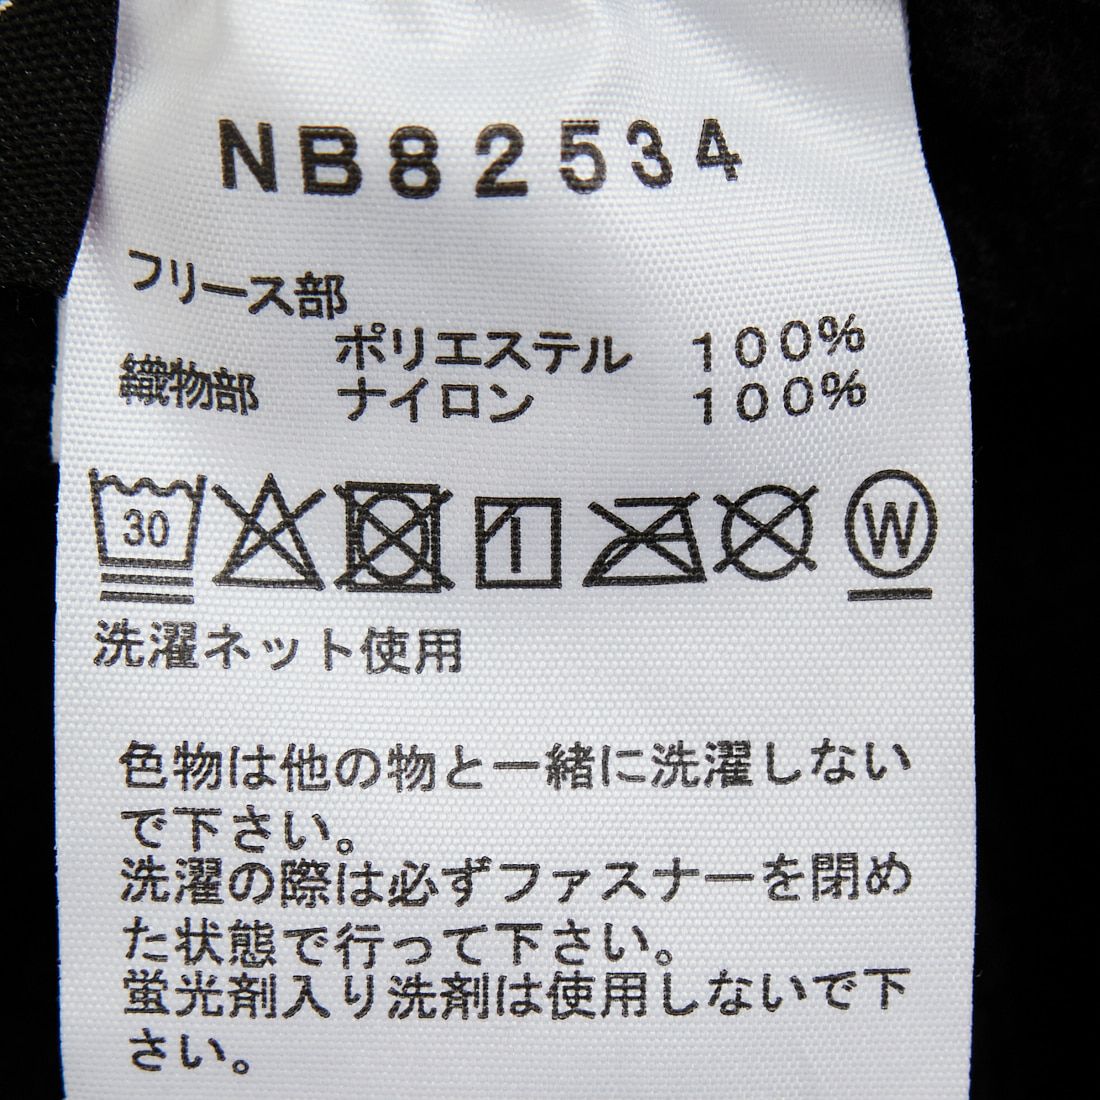 NB82534
フリース部
ポリエステル 100%
織物部 ナイロン 100%
30 W
洗濯ネット使用
色物は他の物と一緒に洗濯しない
で下さい。
洗濯の際は必ずファスナーを閉め
た状態で行って下さい。
蛍光剤入り洗剤は使用しないで下
さい。